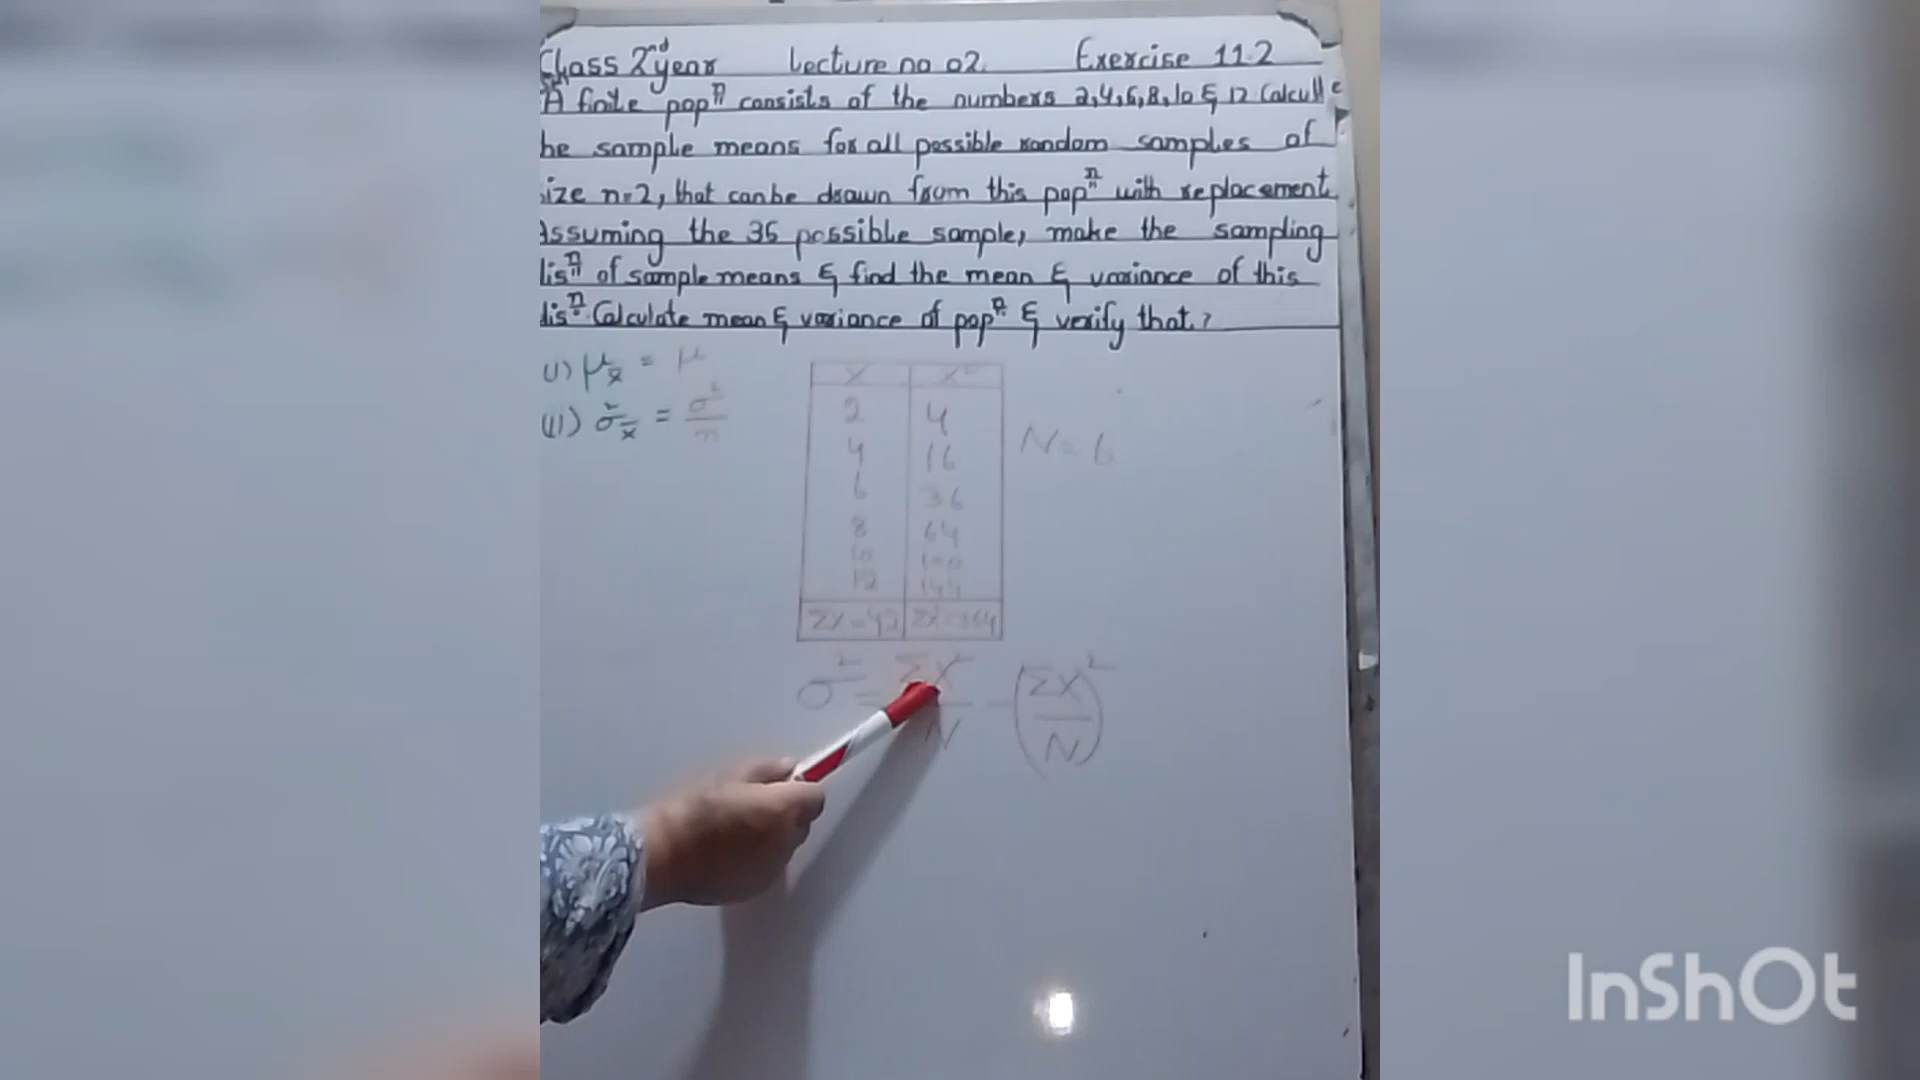 Class 2nd year Lecture no 02. Exercise 11.2
A finite popⁿ consists of the numbers 2,4,6,8,10 & 12 Calcul
he sample means for all possible random samples of
ize n=2, that can be drawn from this popⁿ with replacement
Assuming the 36 possible sample, make the sampling
disⁿ of sample means & find the mean & variance of this
disⁿ. Calculate mean & variance of popⁿ & verify that?
(I) μx̄ = μ
(II) σ²x̄ = σ²/n
X X²
2 4
4 16
6 36
8 64
10 100
12 144
ΣX=42 ΣX²=364
N=6
σ² = ΣX²/N - (ΣX/N)²
InShOt